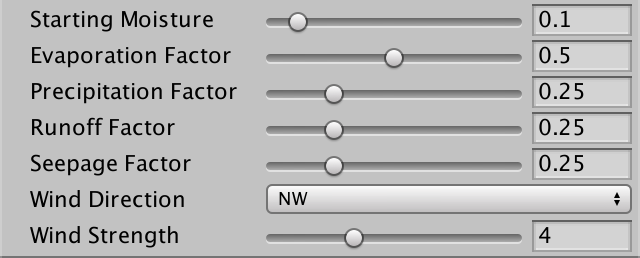 Starting Moisture 0.1
Evaporation Factor 0.5
Precipitation Factor 0.25
Runoff Factor 0.25
Seepage Factor 0.25
Wind Direction NW
Wind Strength 4